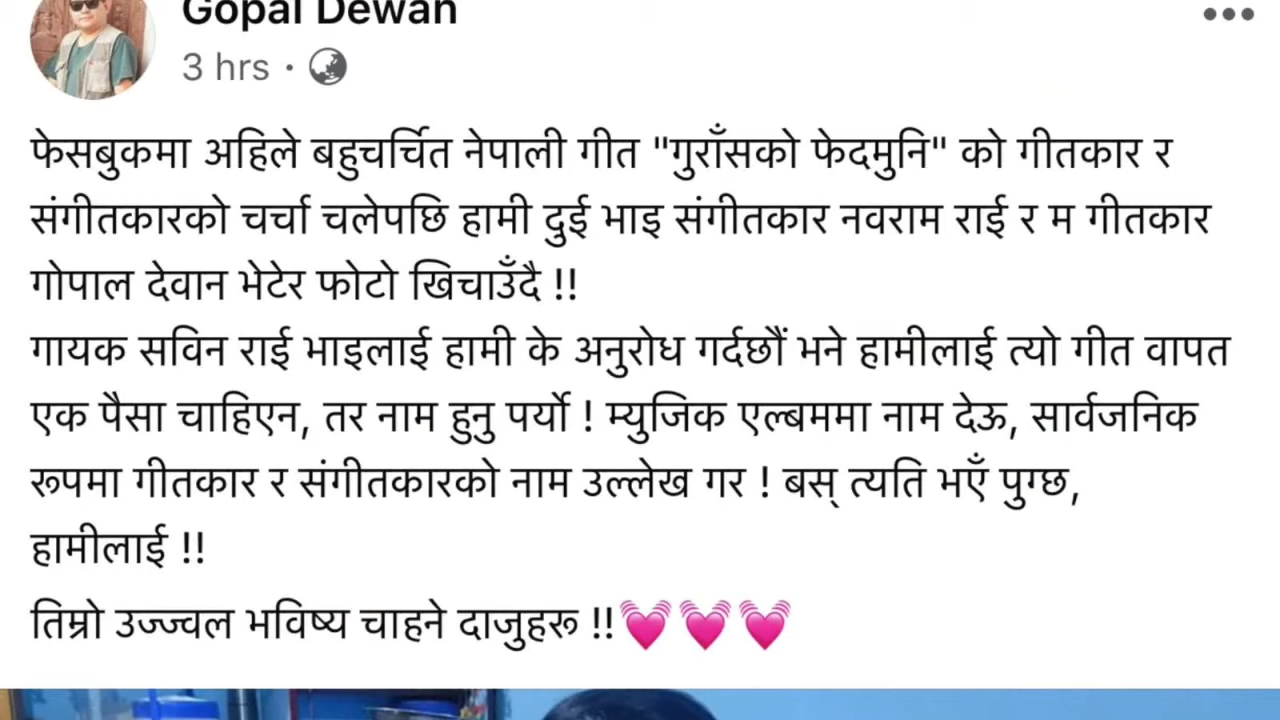 Gopal Dewan
3 hrs ·
फेसबुकमा अहिले बहुचर्चित नेपाली गीत "गुराँसको फेदमुनि" को गीतकार र
संगीतकारको चर्चा चलेपछि हामी दुई भाइ संगीतकार नवराम राई र म गीतकार
गोपाल देवान भेटेर फोटो खिचाउँदै !!
गायक सविन राई भाइलाई हामी के अनुरोध गर्दछौं भने हामीलाई त्यो गीत वापत
एक पैसा चाहिएन, तर नाम हुनु पर्यो ! म्युजिक एल्बममा नाम देऊ, सार्वजनिक
रूपमा गीतकार र संगीतकारको नाम उल्लेख गर ! बस् त्यति भएँ पुग्छ,
हामीलाई !!
तिम्रो उज्ज्वल भविष्य चाहने दाजुहरू !!💓💓💓